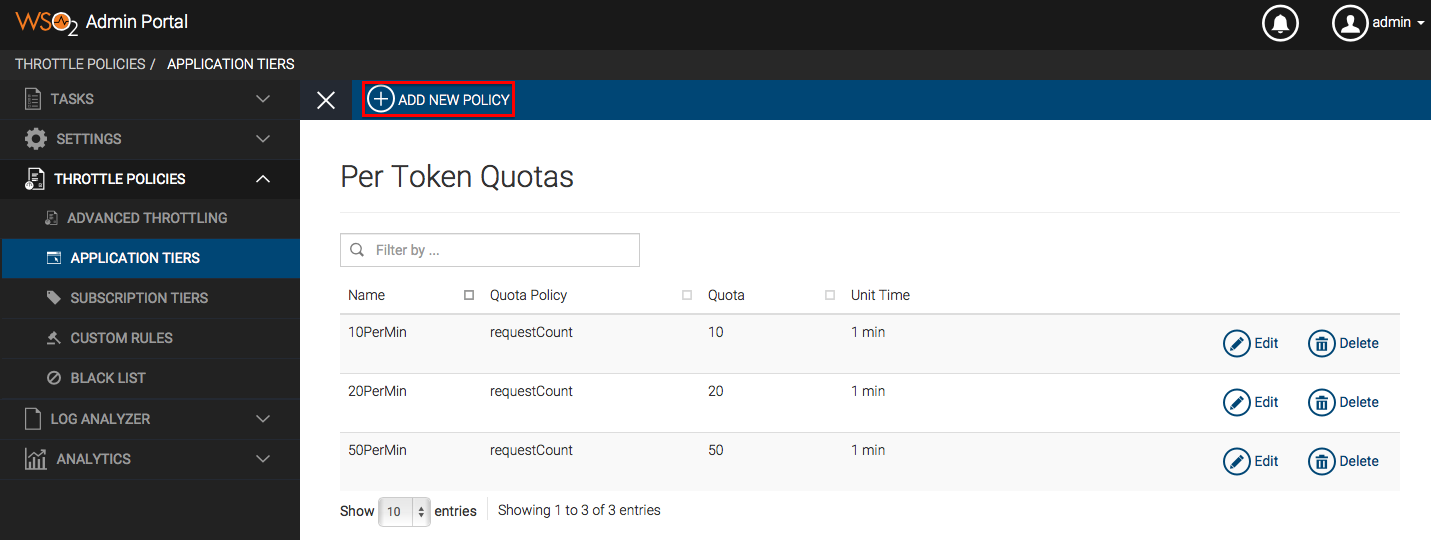 WSO2 Admin Portal
admin
THROTTLE POLICIES / APPLICATION TIERS
TASKS
SETTINGS
THROTTLE POLICIES
ADVANCED THROTTLING
APPLICATION TIERS
SUBSCRIPTION TIERS
CUSTOM RULES
BLACK LIST
LOG ANALYZER
ANALYTICS
ADD NEW POLICY
Per Token Quotas
Filter by ...
Name Quota Policy Quota Unit Time
10PerMin requestCount 10 1 min Edit Delete
20PerMin requestCount 20 1 min Edit Delete
50PerMin requestCount 50 1 min Edit Delete
Show 10 entries Showing 1 to 3 of 3 entries